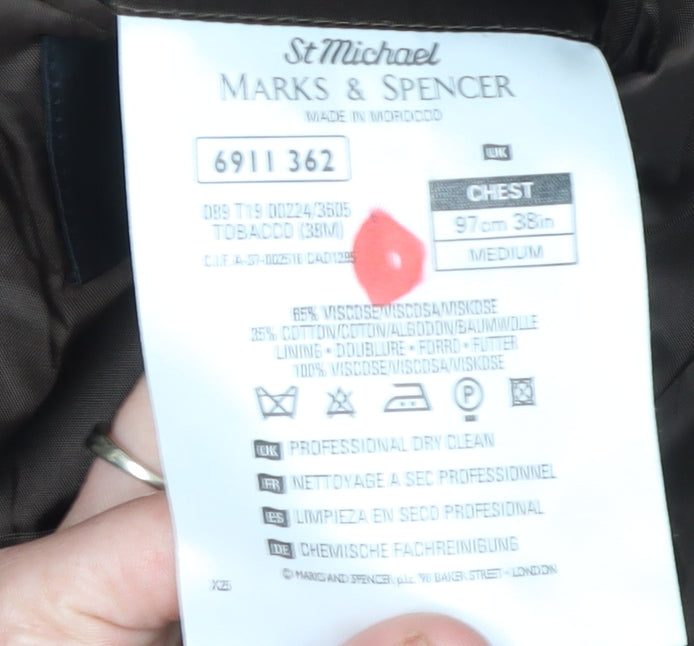 St Michael
MARKS & SPENCER
MADE IN MOROCCO
6911 362
UK
CHEST
97cm 38in
MEDIUM
089 T19 00224/3605
TOBACCO (38M)
C.I.F. A-37-002516 CAD1295
65% VISCOSE/VISCOSA/VISKOSE
35% COTTON/COTON/ALGODON/BAUMWOLLE
LINING • DOUBLURE • FORRO • FUTTER
100% VISCOSE/VISCOSA/VISKOSE
P
UK PROFESSIONAL DRY CLEAN
FR NETTOYAGE A SEC PROFESSIONNEL
ES LIMPIEZA EN SECO PROFESIONAL
DE CHEMISCHE FACHREINIGUNG
© MARKS AND SPENCER p.l.c. BAKER STREET - LONDON
X25